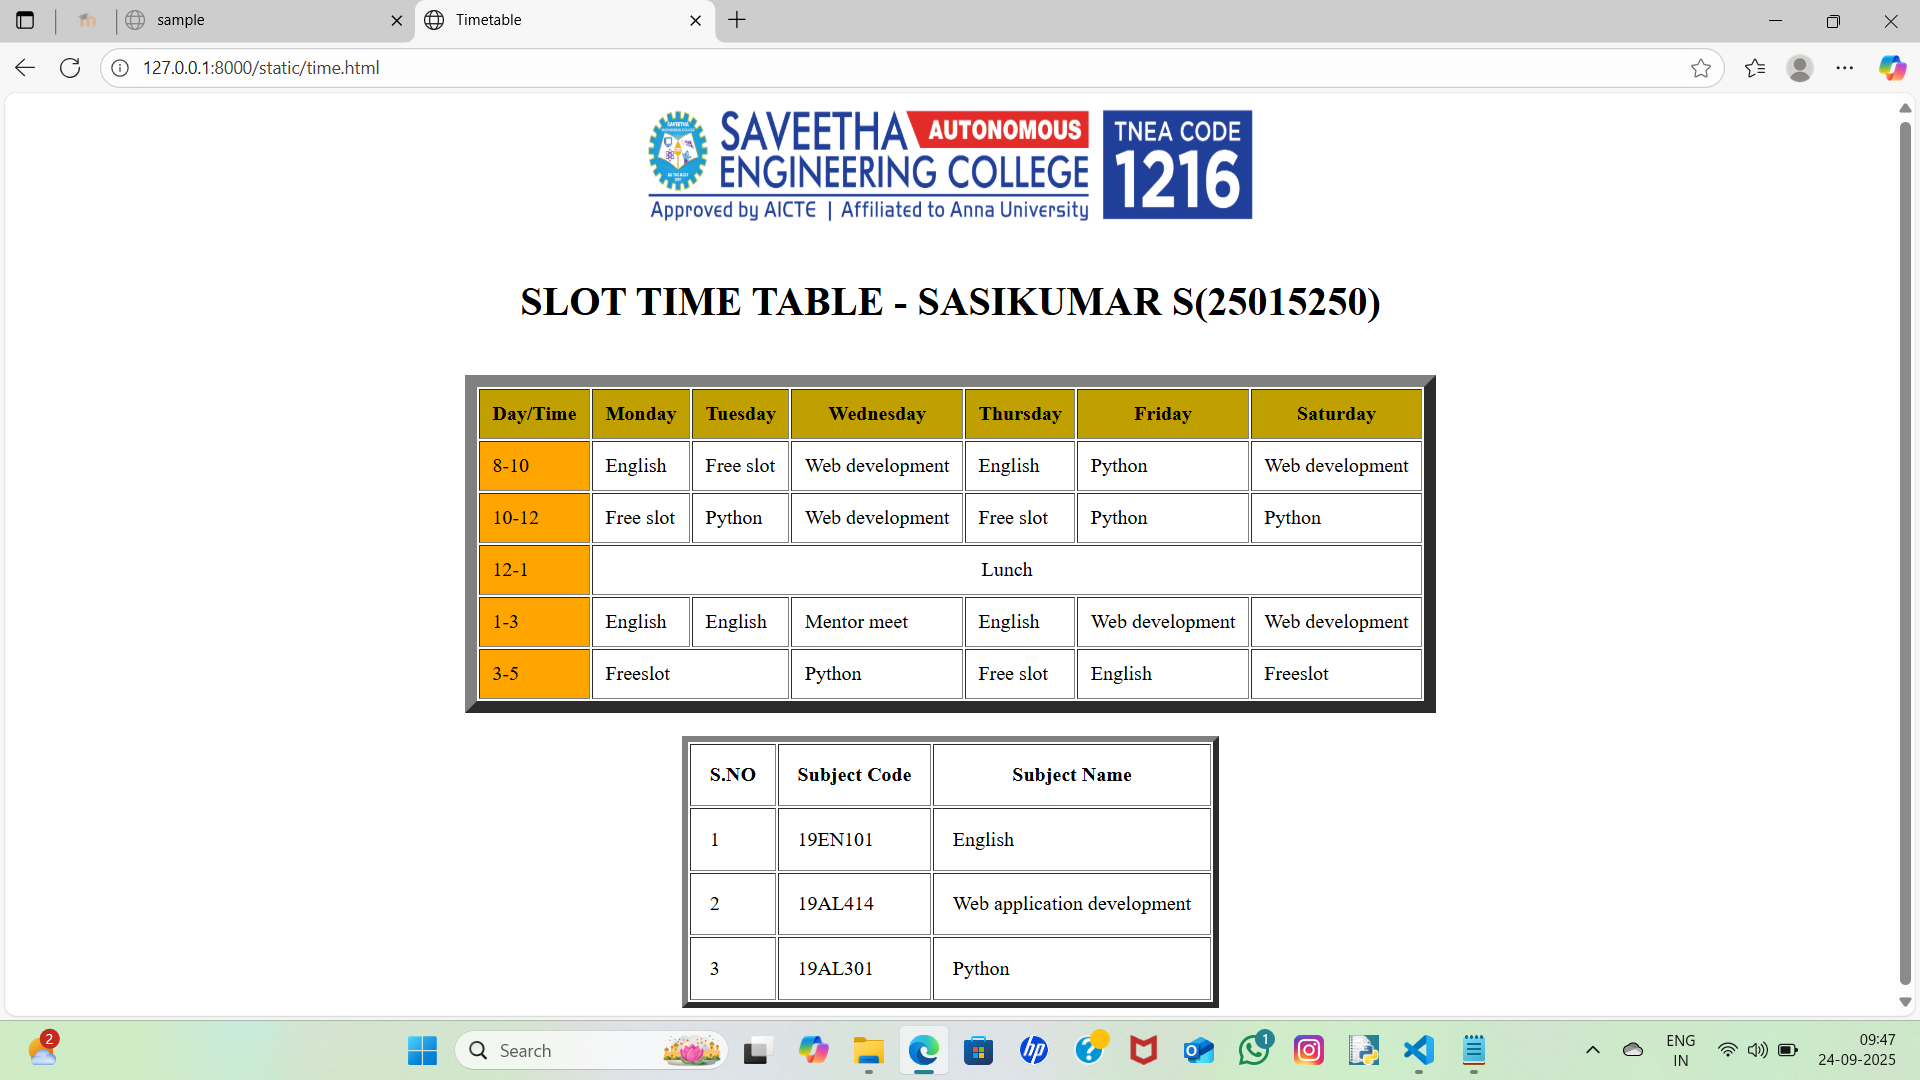 sample
Timetable
127.0.0.1:8000/static/time.html
SAVEETHA AUTONOMOUS
ENGINEERING COLLEGE
Approved by AICTE | Affiliated to Anna University
TNEA CODE
1216
SLOT TIME TABLE - SASIKUMAR S(25015250)
Day/Time Monday Tuesday Wednesday Thursday Friday Saturday
8-10 English Free slot Web development English Python Web development
10-12 Free slot Python Web development Free slot Python Python
12-1 Lunch
1-3 English English Mentor meet English Web development Web development
3-5 Freeslot Python Free slot English Freeslot
S.NO Subject Code Subject Name
1 19EN101 English
2 19AL414 Web application development
3 19AL301 Python
2
Search
hp
1
ENG
IN
09:47
24-09-2025